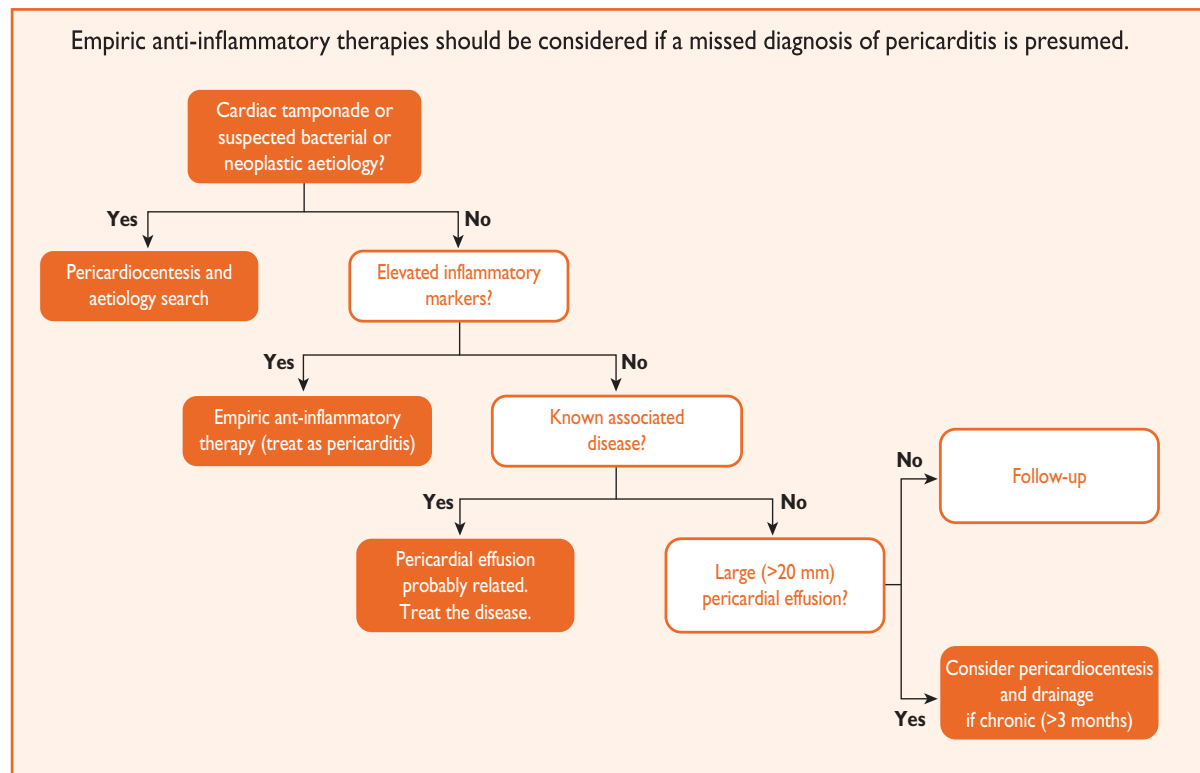 Empiric anti-inflammatory therapies should be considered if a missed diagnosis of pericarditis is presumed.
Cardiac tamponade or
suspected bacterial or
neoplastic aetiology?
Yes
No
Pericardiocentesis and
aetiology search
Elevated inflammatory
markers?
Yes
No
Empiric ant-inflammatory
therapy (treat as pericarditis)
Known associated
disease?
Yes
No
Pericardial effusion
probably related.
Treat the disease.
Large (>20 mm)
pericardial effusion?
No
Follow-up
Yes
Consider pericardiocentesis
and drainage
if chronic (>3 months)